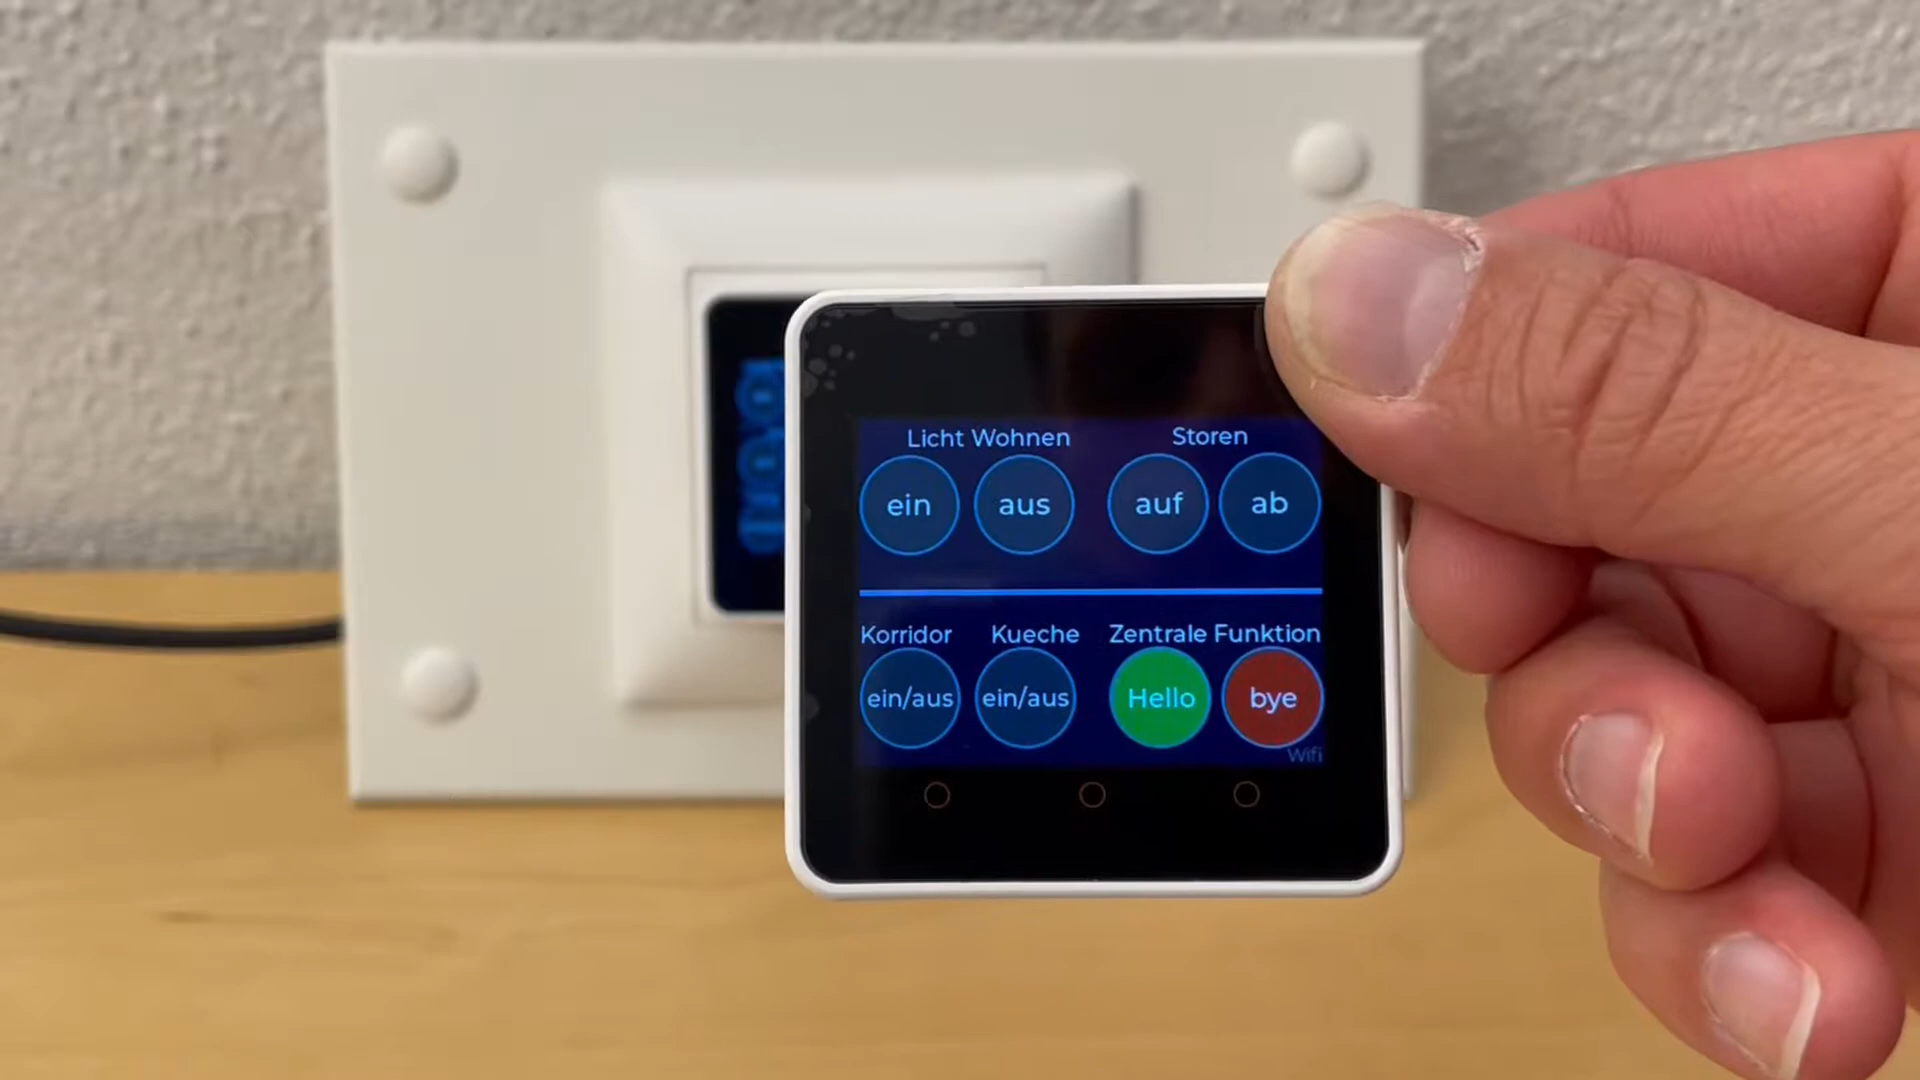 Licht Wohnen Storen
ein aus auf ab
Korridor Kueche Zentrale Funktion
ein/aus ein/aus Hello bye
Wifi